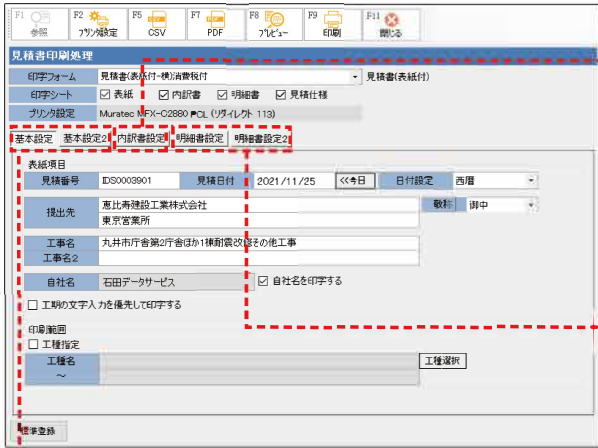 F1 F2 F5 F7 F8 F9 F11
参照 プリンタ設定 CSV PDF プレビュー 印刷 閉じる
見積書印刷処理
印字フォーム 見積書(表紙付-横)消費税付 見積書(表紙付)
印字シート 表紙 内訳書 明細書 見積仕様
プリンタ設定 Muratec MFX-C2880 PCL (リダイレクト 113)
基本設定 基本設定2 内訳書設定 明細書設定 明細書設定2
表紙項目
見積番号 IDS0003901 見積日付 2021/11/25 <<今日 日付設定 西暦
提出先 恵比寿建設工業株式会社 敬称 御中
東京営業所
工事名 丸井市庁舎第2庁舎ほか1棟耐震改修その他工事
工事名2
自社名 石田データサービス 自社名を印字する
工期の文字入力を優先して印字する
印刷範囲
工種指定
工種名 工種選択
～
標準登録